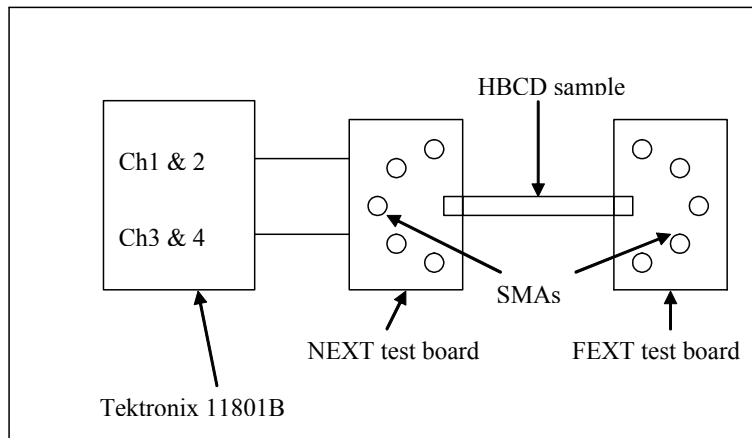 HBCD sample
Ch1 & 2
Ch3 & 4
SMAs
NEXT test board
FEXT test board
Tektronix 11801B